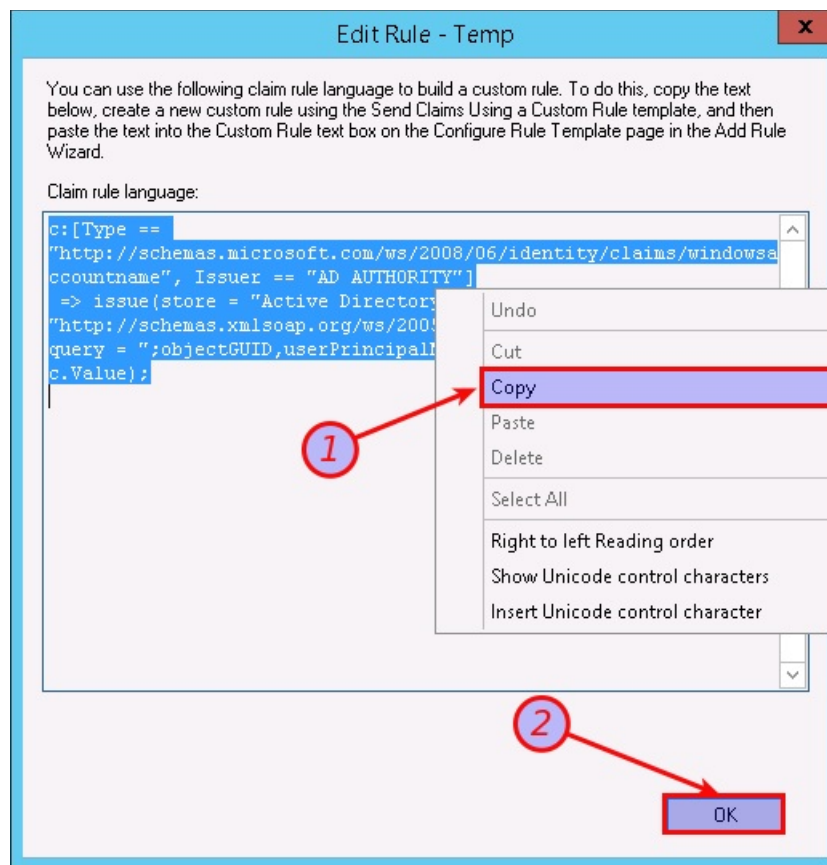 Edit Rule - Temp
x
You can use the following claim rule language to build a custom rule. To do this, copy the text
below, create a new custom rule using the Send Claims Using a Custom Rule template, and then
paste the text into the Custom Rule text box on the Configure Rule Template page in the Add Rule
Wizard.
Claim rule language:
c:[Type ==
"http://schemas.microsoft.com/ws/2008/06/identity/claims/windowsa
ccountname", Issuer == "AD AUTHORITY"]
=> issue(store = "Active Directory
"http://schemas.xmlsoap.org/ws/2005
query = ";objectGUID,userPrincipal
c.Value);
Undo
Cut
Copy
Paste
Delete
Select All
Right to left Reading order
Show Unicode control characters
Insert Unicode control character
1
2
OK